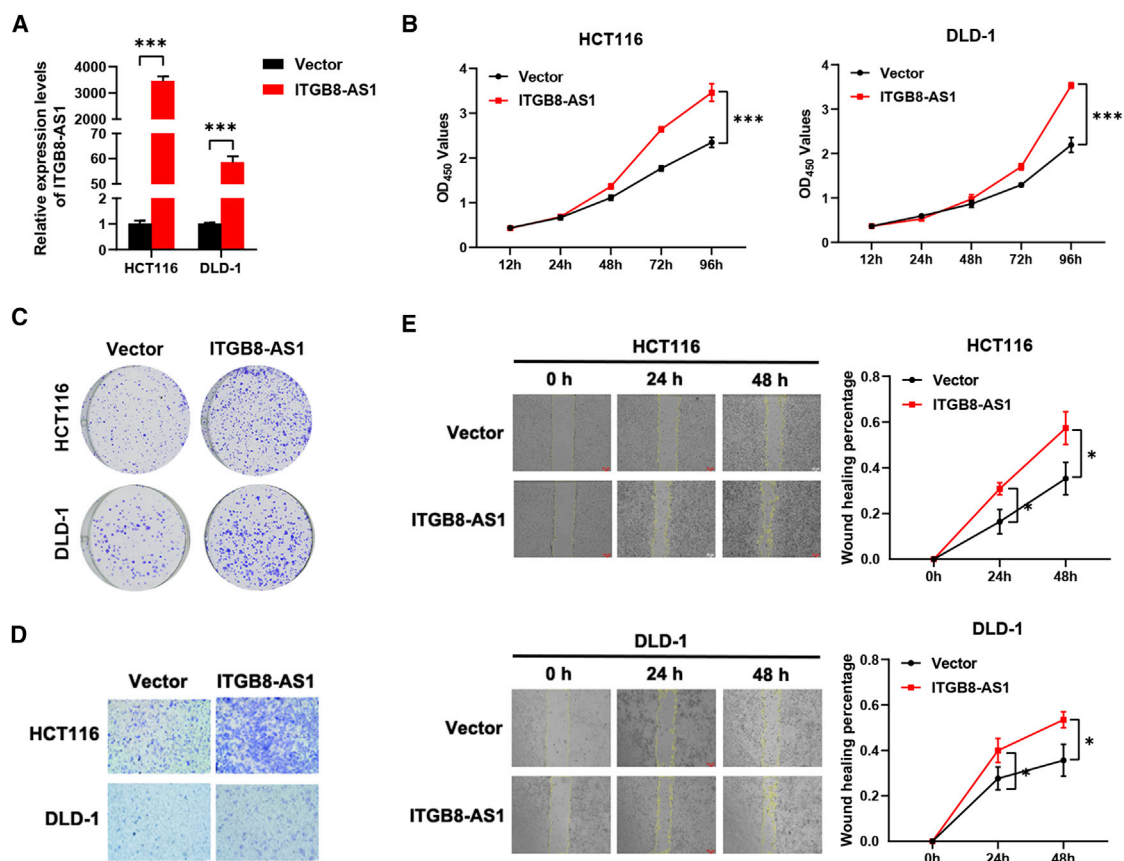 A
Relative expression levels
of ITGB8-AS1
4000
3000
2000
1000
70
60
50
2
1
0
***
***
HCT116
DLD-1
Vector
ITGB8-AS1
B
HCT116
OD450 Values
4
3
2
1
0
Vector
ITGB8-AS1
***
12h
24h
48h
72h
96h
DLD-1
OD450 Values
4
3
2
1
0
Vector
ITGB8-AS1
***
12h
24h
48h
72h
96h
C
Vector
ITGB8-AS1
HCT116
DLD-1
D
Vector
ITGB8-AS1
HCT116
DLD-1
E
HCT116
0 h
24 h
48 h
Vector
ITGB8-AS1
HCT116
Wound healing percentage
0.8
0.6
0.4
0.2
0.0
Vector
ITGB8-AS1
*
*
0h
24h
48h
DLD-1
0 h
24 h
48 h
Vector
ITGB8-AS1
DLD-1
Wound healing percentage
0.8
0.6
0.4
0.2
0.0
Vector
ITGB8-AS1
*
*
0h
24h
48h